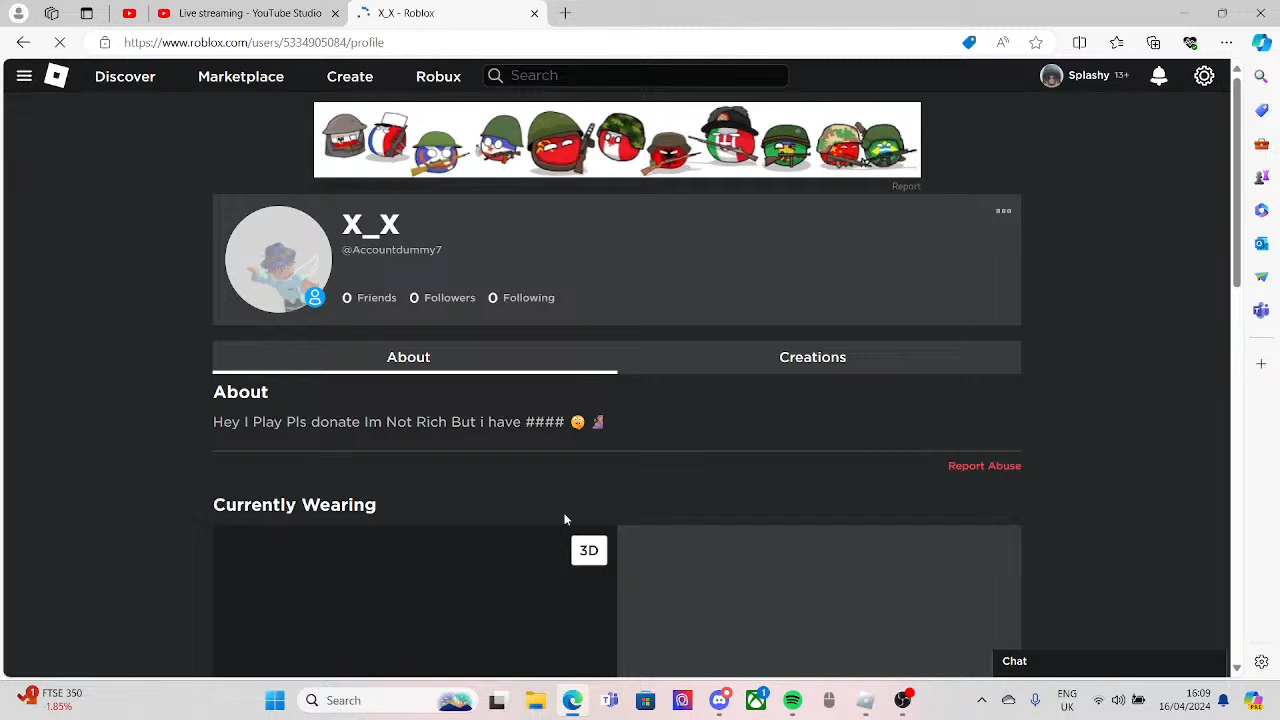 Live streaming - YouTube Studio
X_X - Roblox
https://www.roblox.com/users/5334905084/profile
Discover
Marketplace
Create
Robux
Search
Splashy 13+
Report
X_X
@Accountdummy7
0 Friends 0 Followers 0 Following
About
Creations
About
Hey I Play Pls donate Im Not Rich But i have #### 🤑 🤷🏽‍♀️
Report Abuse
Currently Wearing
3D
Chat
1
FTSE 350
-1.85%
Search
1
ENG
UK
16:09
16/04/2024
PRE